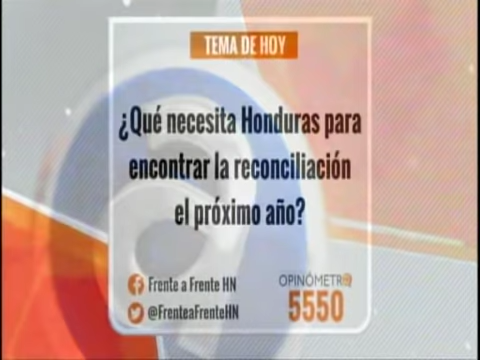 TEMA DE HOY
¿Qué necesita Honduras para
encontrar la reconciliación
el próximo año?
Frente a Frente HN
@FrenteaFrenteHN
OPINÓMETRO
5550